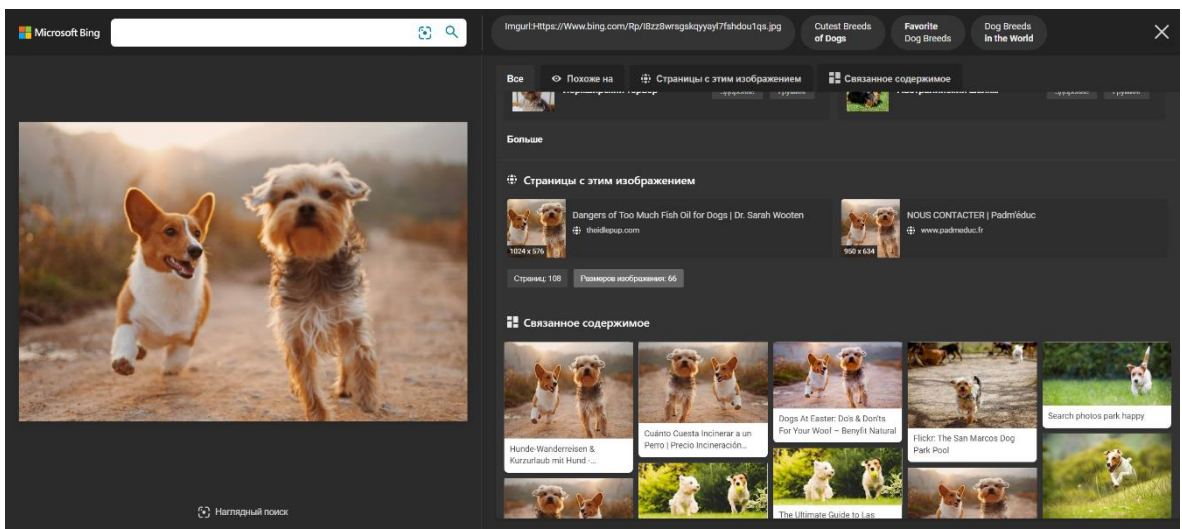 Microsoft Bing
Imgurl:Https://Www.bing.com/Rp/I8zz8wrsgskqyyayl7fshdou1qs.jpg
Cutest Breeds
of Dogs
Favorite
Dog Breeds
Dog Breeds
in the World
Все
Похоже на
Страницы с этим изображением
Связанное содержимое
Больше
Страницы с этим изображением
Dangers of Too Much Fish Oil for Dogs | Dr. Sarah Wooten
theidlepup.com
1024 x 576
NOUS CONTACTER | Padm'éduc
www.padmeduc.fr
950 x 634
Страниц: 108
Размеров изображения: 66
Связанное содержимое
Hunde-Wanderreisen &
Kurzurlaub mit Hund -...
Cuánto Cuesta Incinerar a un
Perro | Precio Incineración...
Dogs At Easter: Do's & Don'ts
For Your Woof – Benyfit Natural
Flickr: The San Marcos Dog
Park Pool
Search photos park happy
The Ultimate Guide to Las
Наглядный поиск